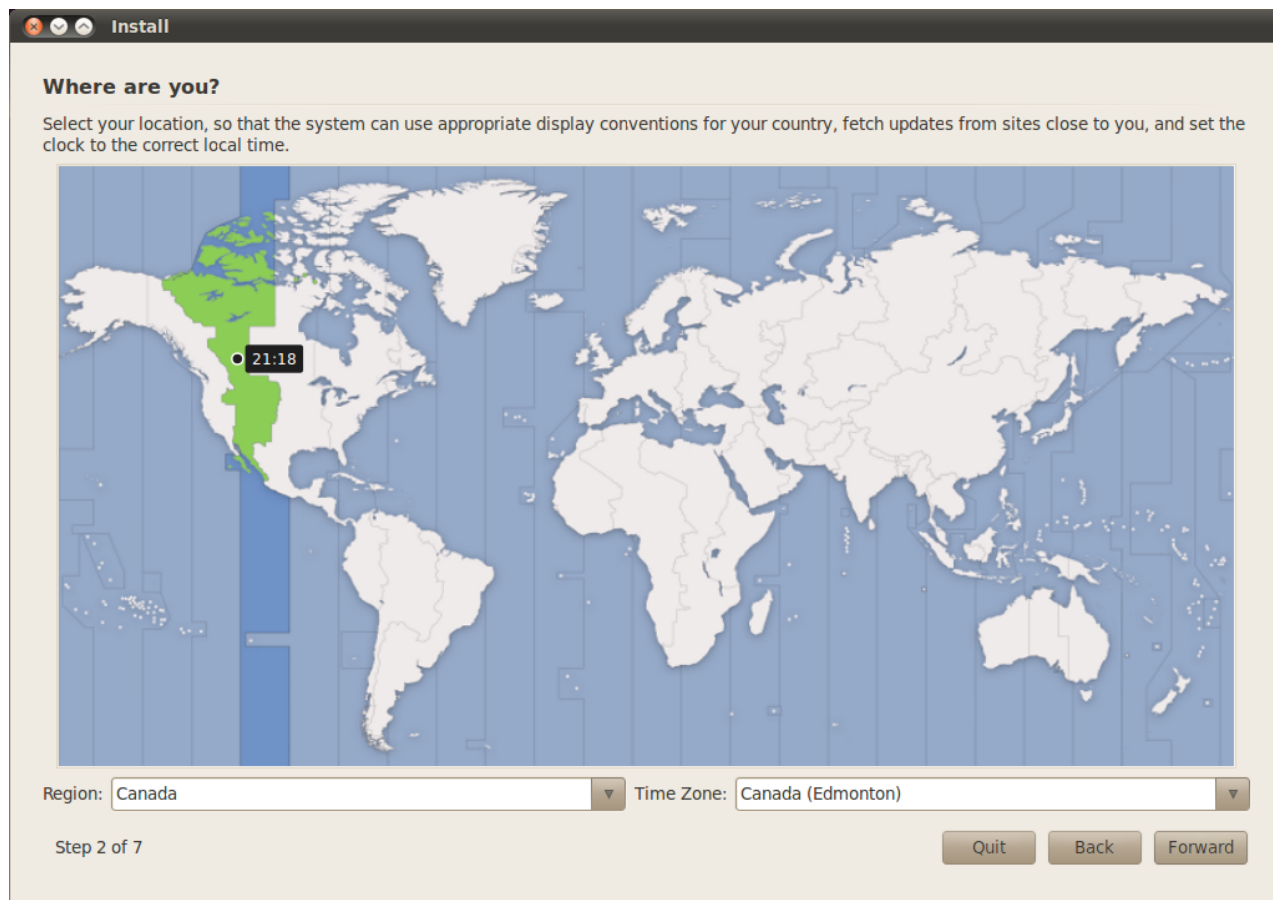 Install
Where are you?
Select your location, so that the system can use appropriate display conventions for your country, fetch updates from sites close to you, and set the
clock to the correct local time.
21:18
Region: Canada Time Zone: Canada (Edmonton)
Step 2 of 7 Quit Back Forward